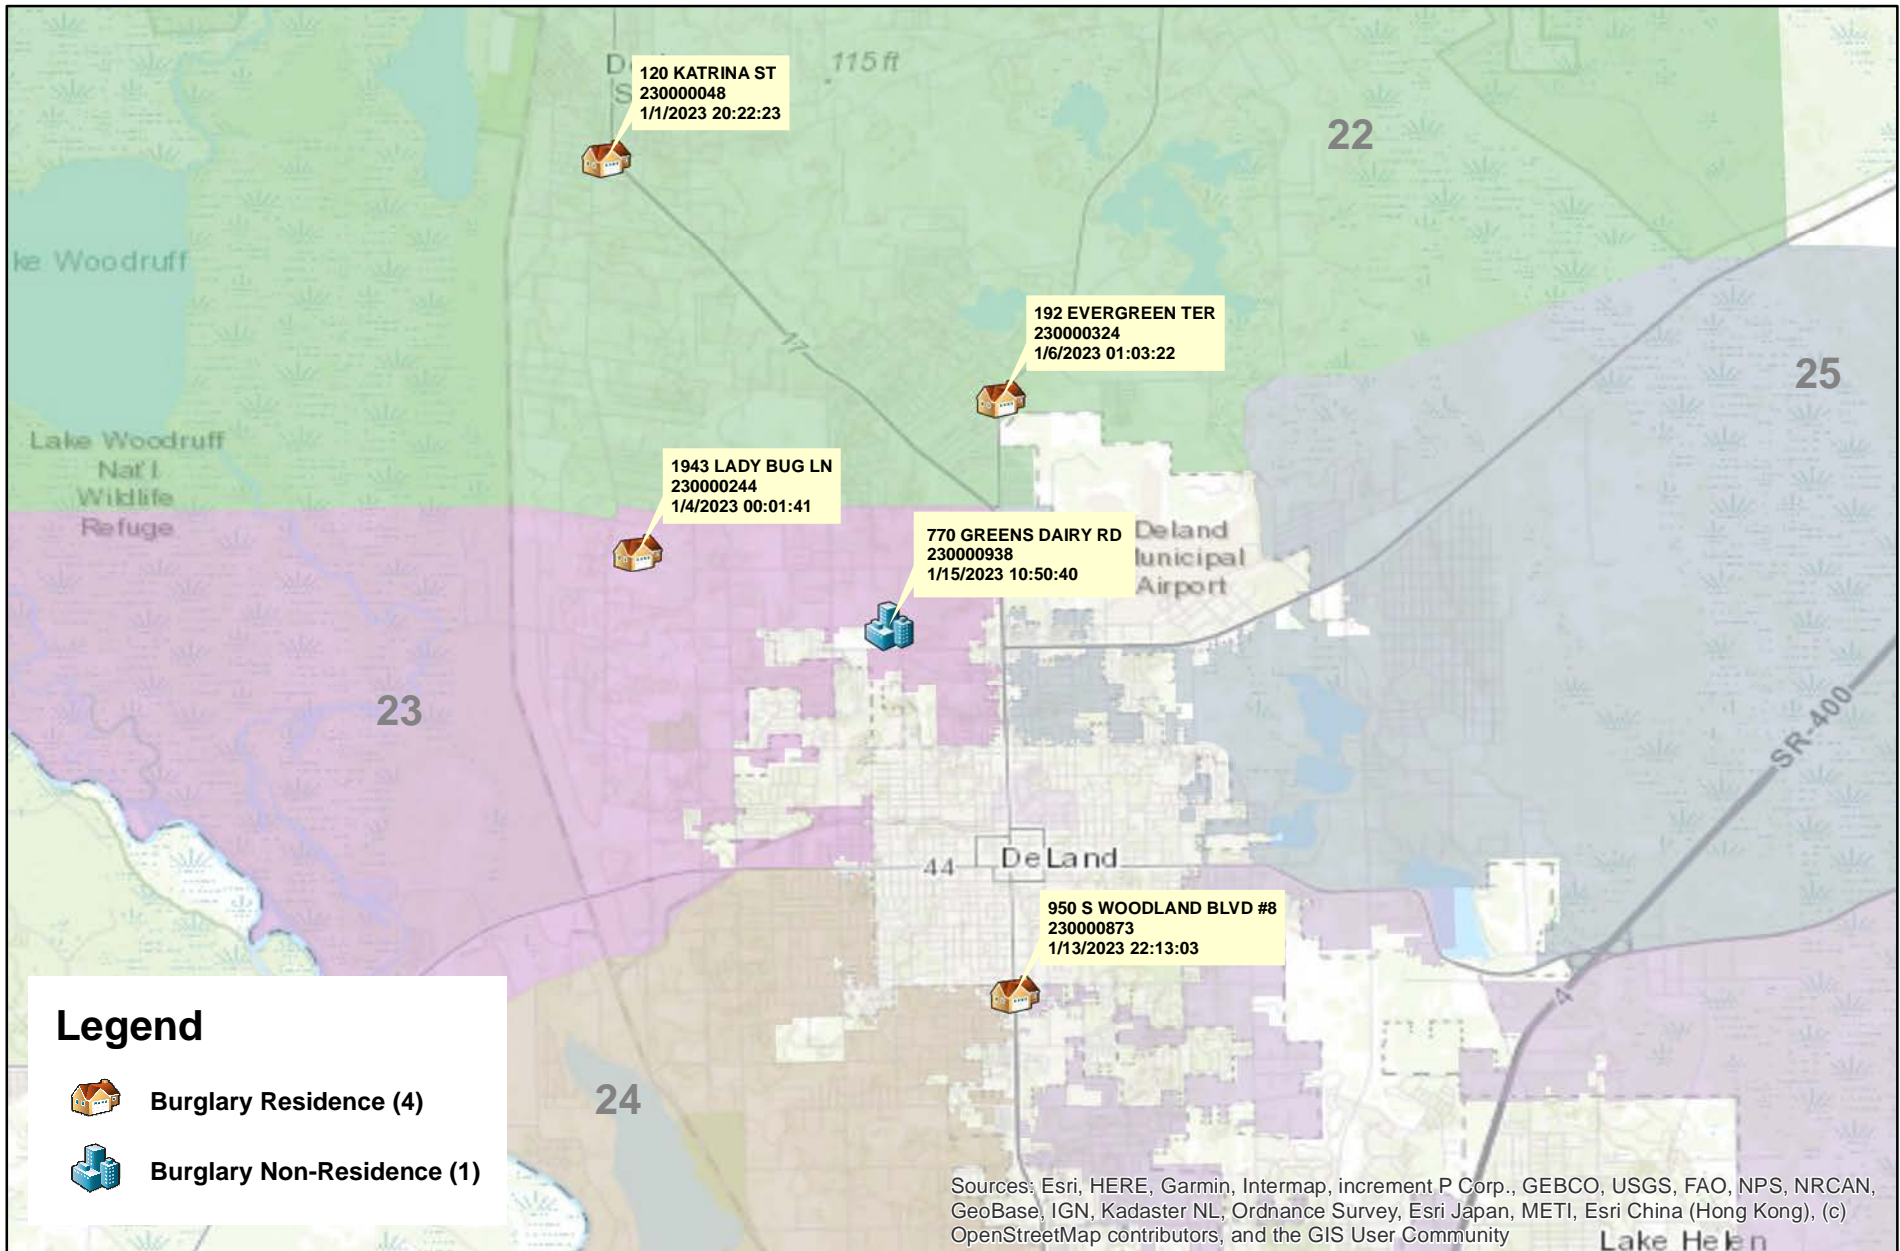 115 ft
120 KATRINA ST
230000048
1/1/2023 20:22:23
22
ke Woodruff
192 EVERGREEN TER
230000324
1/6/2023 01:03:22
17
25
Lake Woodruff
Nat'l
Wildlife
Refuge
1943 LADY BUG LN
230000244
1/4/2023 00:01:41
770 GREENS DAIRY RD
230000938
1/15/2023 10:50:40
Deland
unicipal
Airport
23
SR-400
44
DeLand
950 S WOODLAND BLVD #8
230000873
1/13/2023 22:13:03
4
24
Legend
Burglary Residence (4)
Burglary Non-Residence (1)
Sources: Esri, HERE, Garmin, Intermap, increment P Corp., GEBCO, USGS, FAO, NPS, NRCAN,
GeoBase, IGN, Kadaster NL, Ordnance Survey, Esri Japan, METI, Esri China (Hong Kong), (c)
OpenStreetMap contributors, and the GIS User Community
Lake Helen